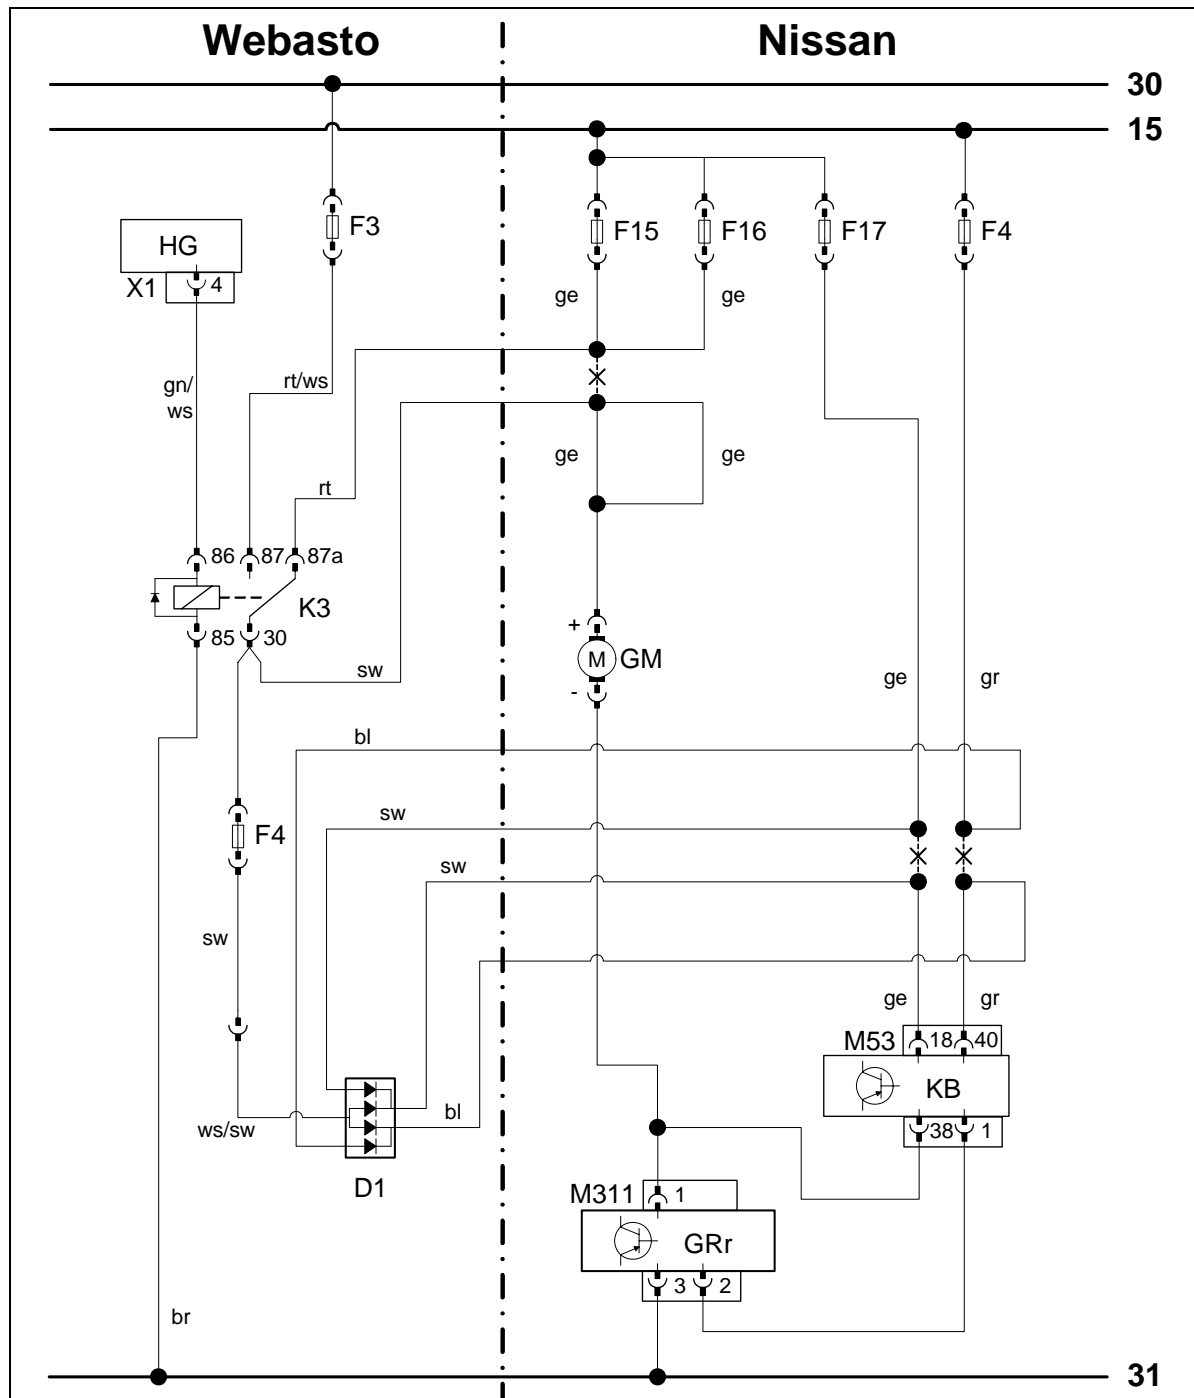 Webasto Nissan
30
15
F3 F15 F16 F17 F4
HG
X1 4
ge ge
gn/
ws
rt/ws
ge ge
rt
86 87 87a
K3
85 30
+
M GM
-
sw
ge gr
bl
sw
F4
sw
sw
ge gr
M53 18 40
KB
bl
ws/sw
38 1
D1
M311 1
GRr
3 2
br
31